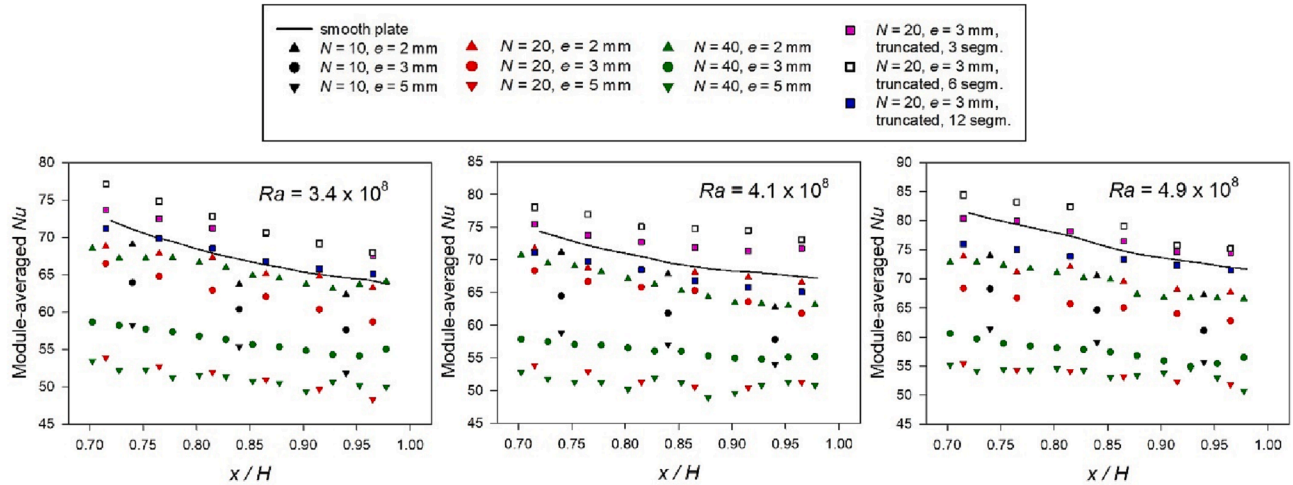 smooth plate
N = 10, e = 2 mm
N = 10, e = 3 mm
N = 10, e = 5 mm
N = 20, e = 2 mm
N = 20, e = 3 mm
N = 20, e = 5 mm
N = 40, e = 2 mm
N = 40, e = 3 mm
N = 40, e = 5 mm
N = 20, e = 3 mm,
truncated, 3 segm.
N = 20, e = 3 mm,
truncated, 6 segm.
N = 20, e = 3 mm,
truncated, 12 segm.
Module-averaged Nu
80
75
70
65
60
55
50
45
Ra = 3.4 x 10⁸
0.70 0.75 0.80 0.85 0.90 0.95 1.00
x / H
Module-averaged Nu
85
80
75
70
65
60
55
50
45
Ra = 4.1 x 10⁸
0.70 0.75 0.80 0.85 0.90 0.95 1.00
x / H
Module-averaged Nu
90
85
80
75
70
65
60
55
50
45
Ra = 4.9 x 10⁸
0.70 0.75 0.80 0.85 0.90 0.95 1.00
x / H